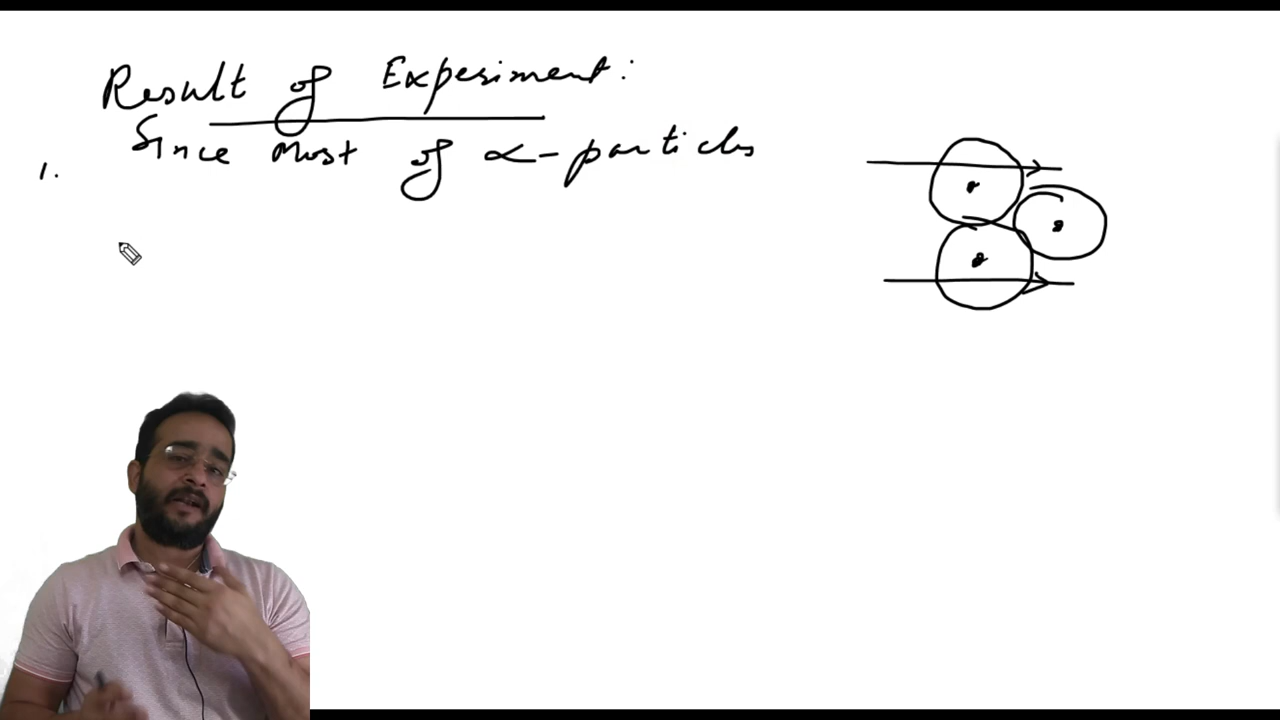 Result of Experiment:
1. Since most of α-particles